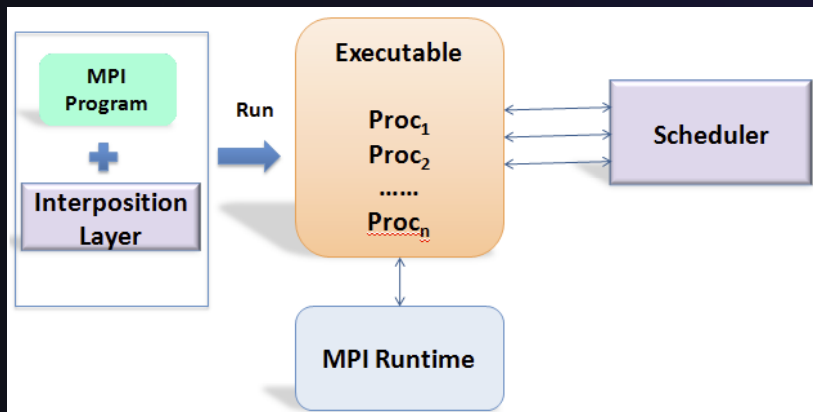 MPI
Program
Interposition
Layer
Run
Executable
Proc₁
Proc₂
......
Procₙ
Scheduler
MPI Runtime